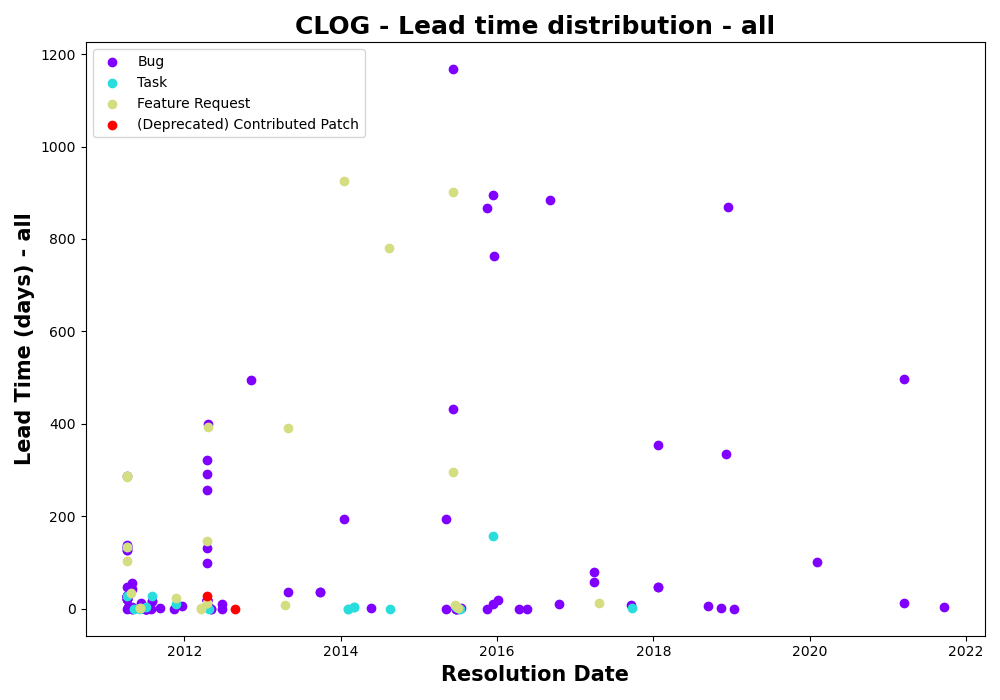 CLOG - Lead time distribution - all
Bug
Task
Feature Request
(Deprecated) Contributed Patch
Lead Time (days) - all
1200
1000
800
600
400
200
0
2012
2014
2016
2018
2020
2022
Resolution Date